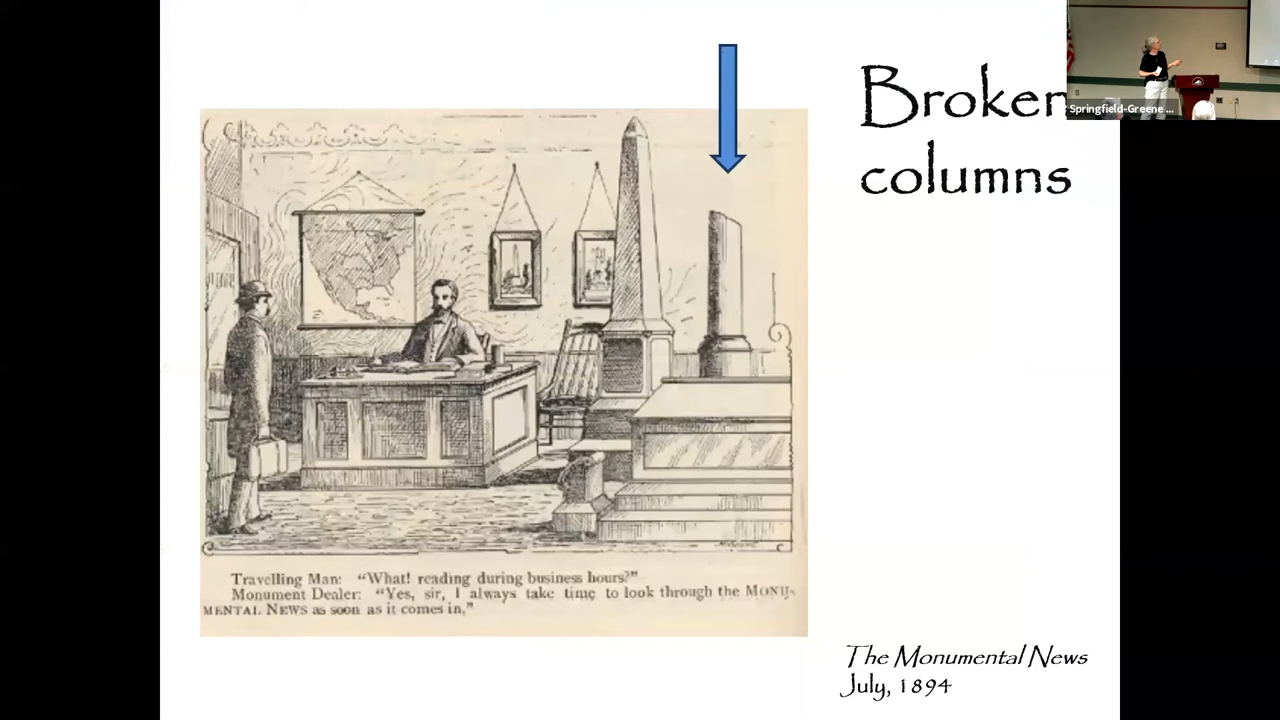 Broken
columns
Springfield-Greene ...
Travelling Man: "What! reading during business hours?"
Monument Dealer: "Yes, sir, I always take time to look through the MONU-
MENTAL NEWS as soon as it comes in."
The Monumental News
July, 1894